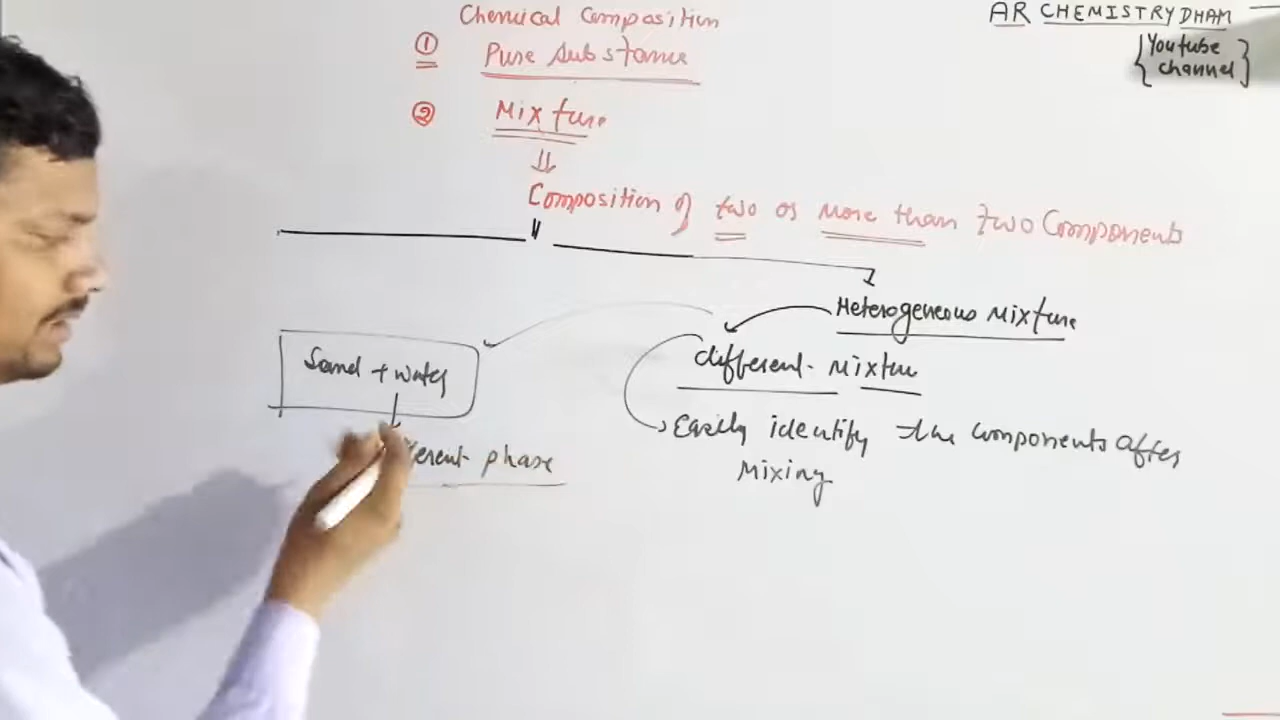 Chemical Composition
AR CHEMISTRY DHAM
Youtube
channel
① Pure Substance
② Mixture
Composition of two or more than two Components
Heterogeneous Mixture
different Mixture
Sand + water
Easily identify the Components after
Mixing
phase